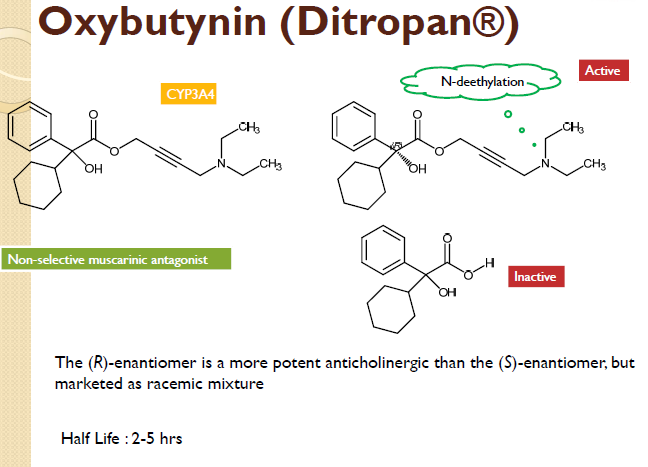 Oxybutynin (Ditropan®)
Active
N-deethylation
CYP3A4
O
CH₃
O
OH
N
CH₃
O
CH₃
O
OH
N
CH₃
Non-selective muscarinic antagonist
O
H
O
OH
Inactive
The (R)-enantiomer is a more potent anticholinergic than the (S)-enantiomer, but
marketed as racemic mixture
Half Life : 2-5 hrs